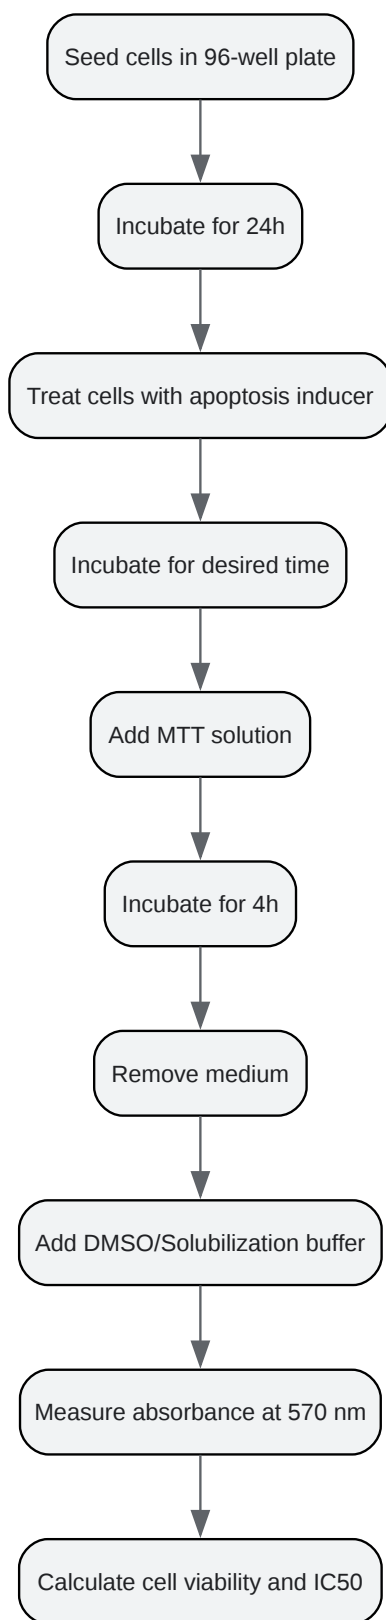 Seed cells in 96-well plate
Incubate for 24h
Treat cells with apoptosis inducer
Incubate for desired time
Add MTT solution
Incubate for 4h
Remove medium
Add DMSO/Solubilization buffer
Measure absorbance at 570 nm
Calculate cell viability and IC50